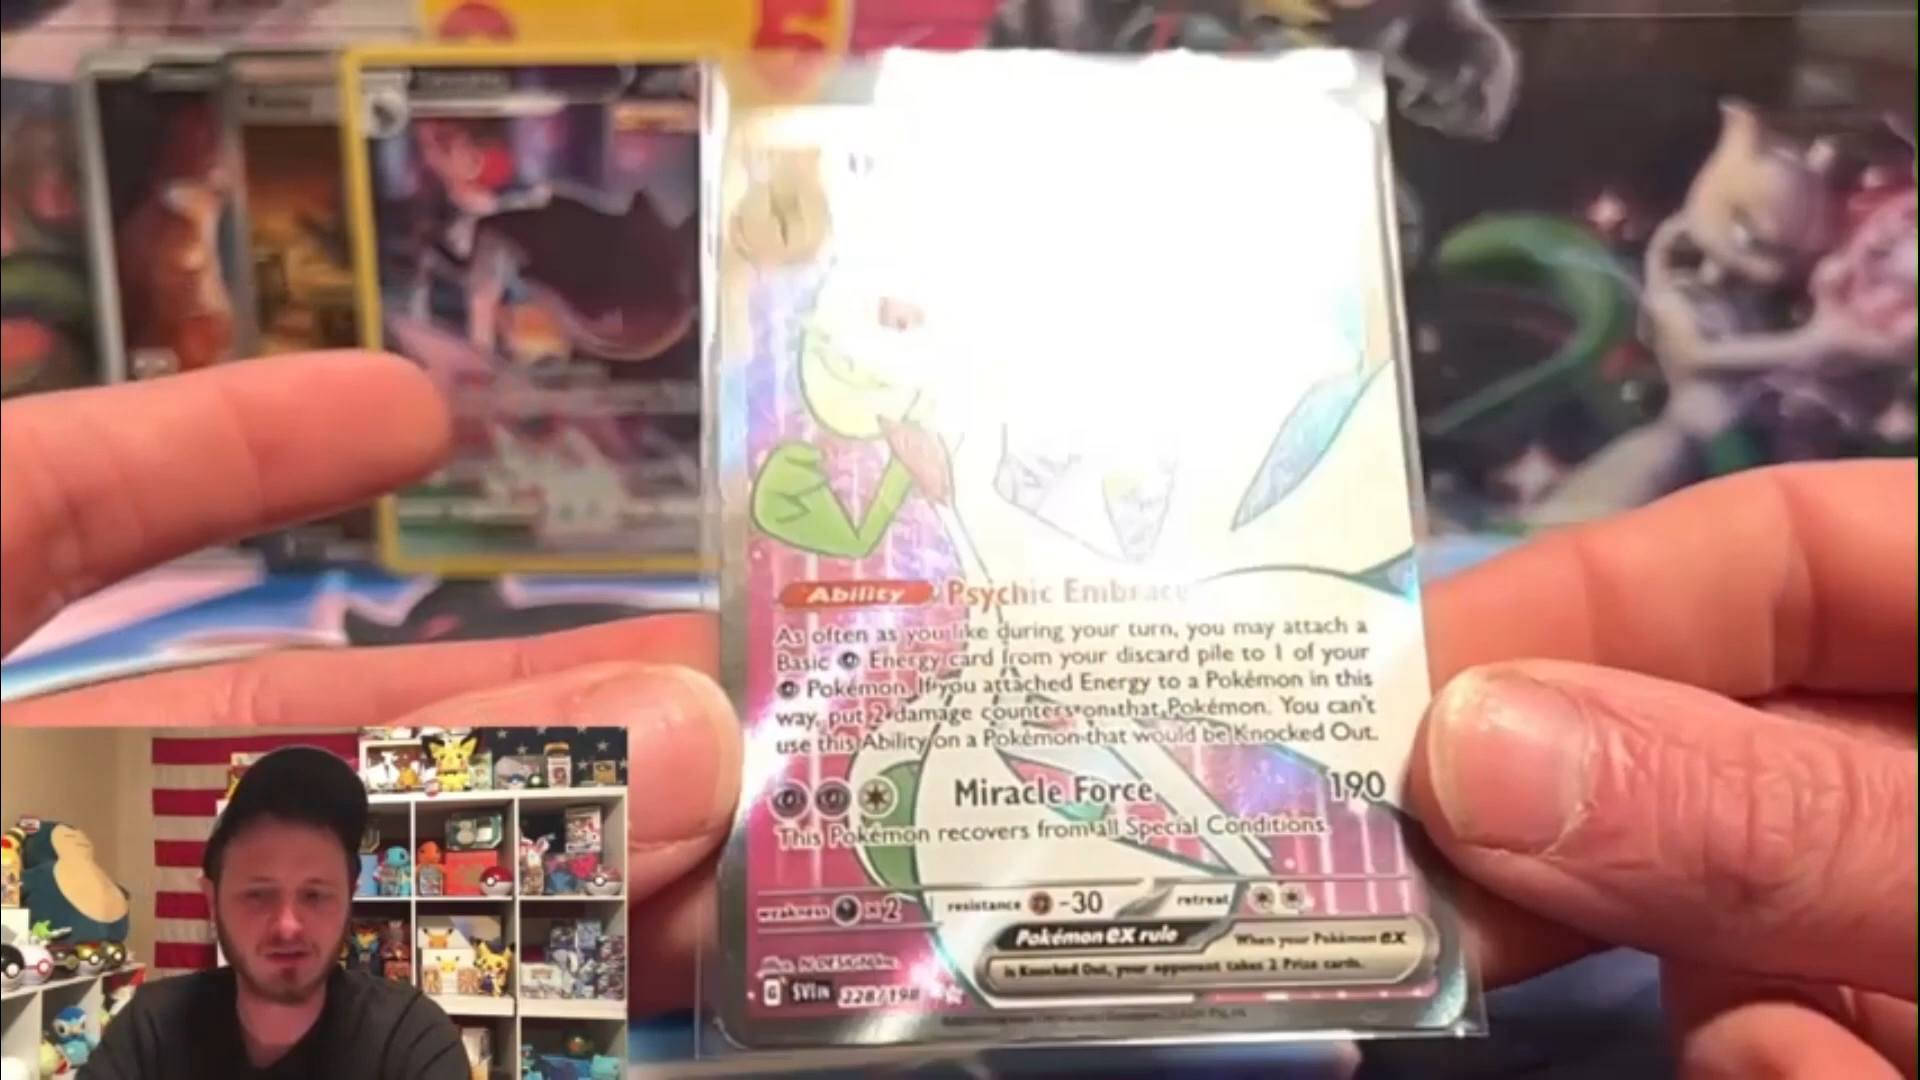 Ability Psychic Embrace
As often as you like during your turn, you may attach a
Basic Energy card from your discard pile to 1 of your
Pokémon. If you attached Energy to a Pokémon in this
way, put 2 damage counters on that Pokémon. You can't
use this Ability on a Pokémon that would be Knocked Out.
Miracle Force 190
This Pokémon recovers from all Special Conditions.
weakness ×2 resistance -30 retreat
Pokémon ex rule When your Pokémon ex
is Knocked Out, your opponent takes 2 Prize cards.
Illus. N-DESIGN Inc.
G SVI EN 228/198